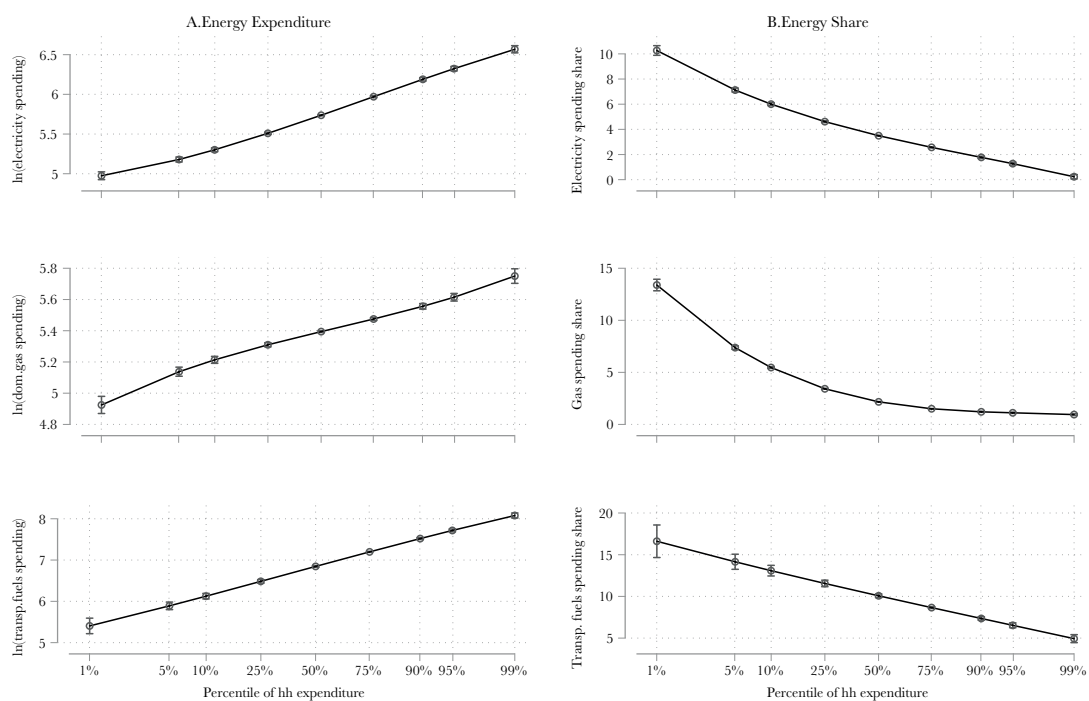 A.Energy Expenditure
ln(electricity spending)
6.5
6
5.5
5
ln(dom.gas spending)
5.8
5.6
5.4
5.2
5
4.8
ln(transp.fuels spending)
8
7
6
5
1% 5% 10% 25% 50% 75% 90% 95% 99%
Percentile of hh expenditure
B.Energy Share
Electricity spending share
10
8
6
4
2
0
Gas spending share
15
10
5
0
Transp. fuels spending share
20
15
10
5
1% 5% 10% 25% 50% 75% 90% 95% 99%
Percentile of hh expenditure